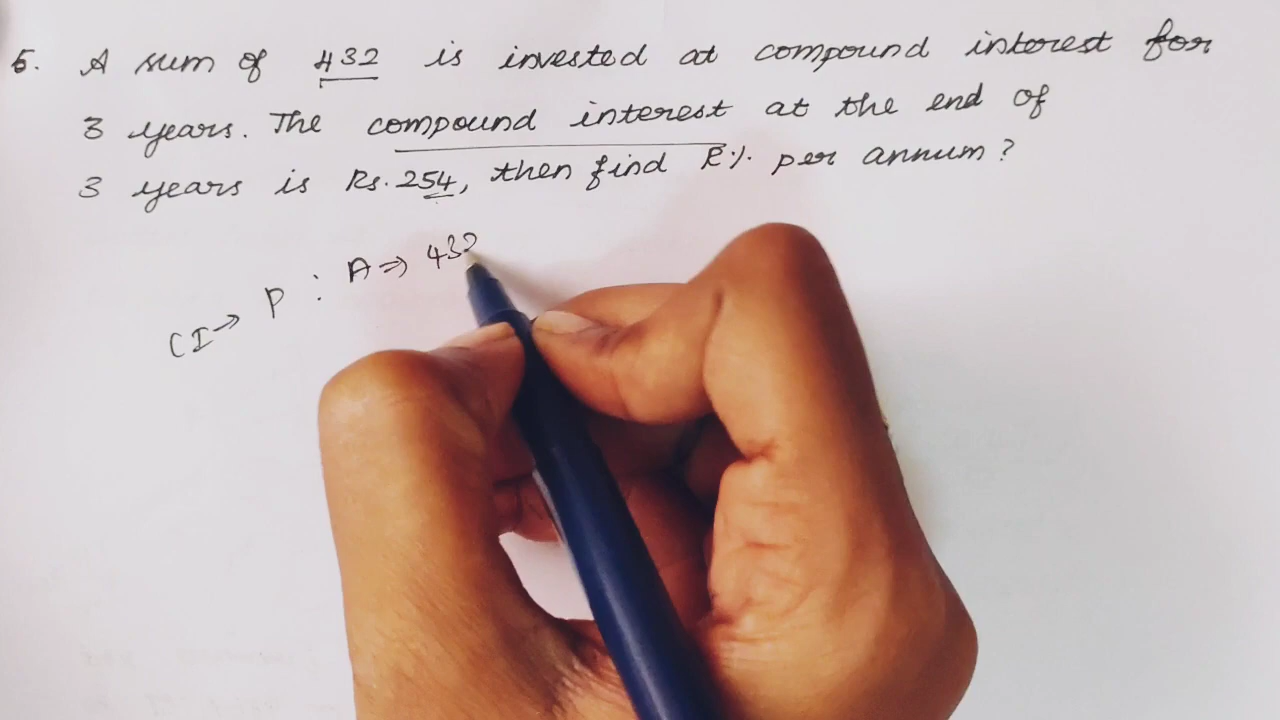 5. A sum of 432 is invested at compound interest for
3 years. The compound interest at the end of
3 years is Rs. 254, then find R%. per annum?
CI → P : A ⇒ 432